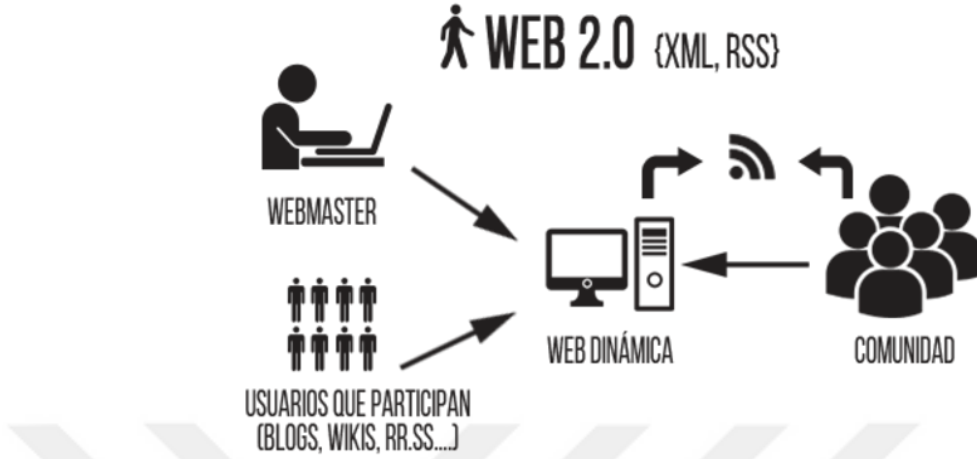 WEB 2.0 {XML, RSS}
WEBMASTER
WEB DINÁMICA
COMUNIDAD
USUARIOS QUE PARTICIPAN
(BLOGS, WIKIS, RR.SS....)